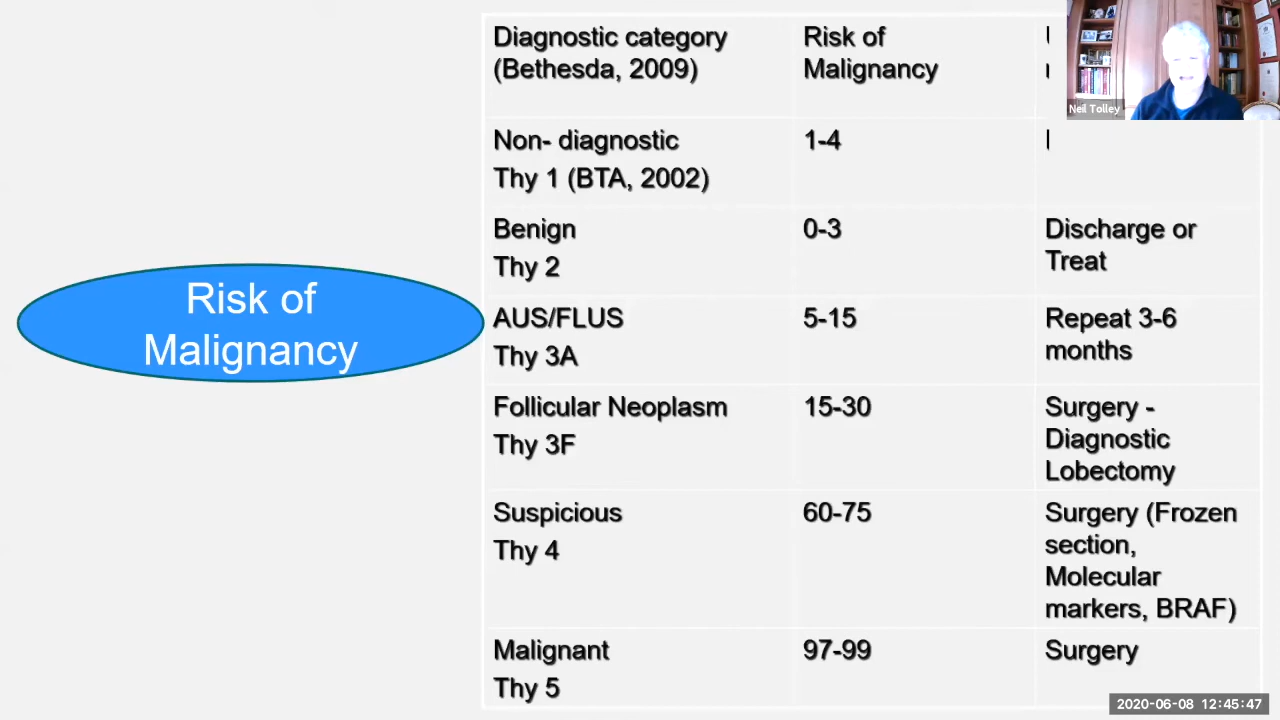 Risk of
Malignancy
Diagnostic category
(Bethesda, 2009)
Risk of
Malignancy
Non- diagnostic
Thy 1 (BTA, 2002)
1-4
Benign
Thy 2
0-3
Discharge or
Treat
AUS/FLUS
Thy 3A
5-15
Repeat 3-6
months
Follicular Neoplasm
Thy 3F
15-30
Surgery -
Diagnostic
Lobectomy
Suspicious
Thy 4
60-75
Surgery (Frozen
section,
Molecular
markers, BRAF)
Malignant
Thy 5
97-99
Surgery
Neil Tolley
2020-06-08 12:45:47